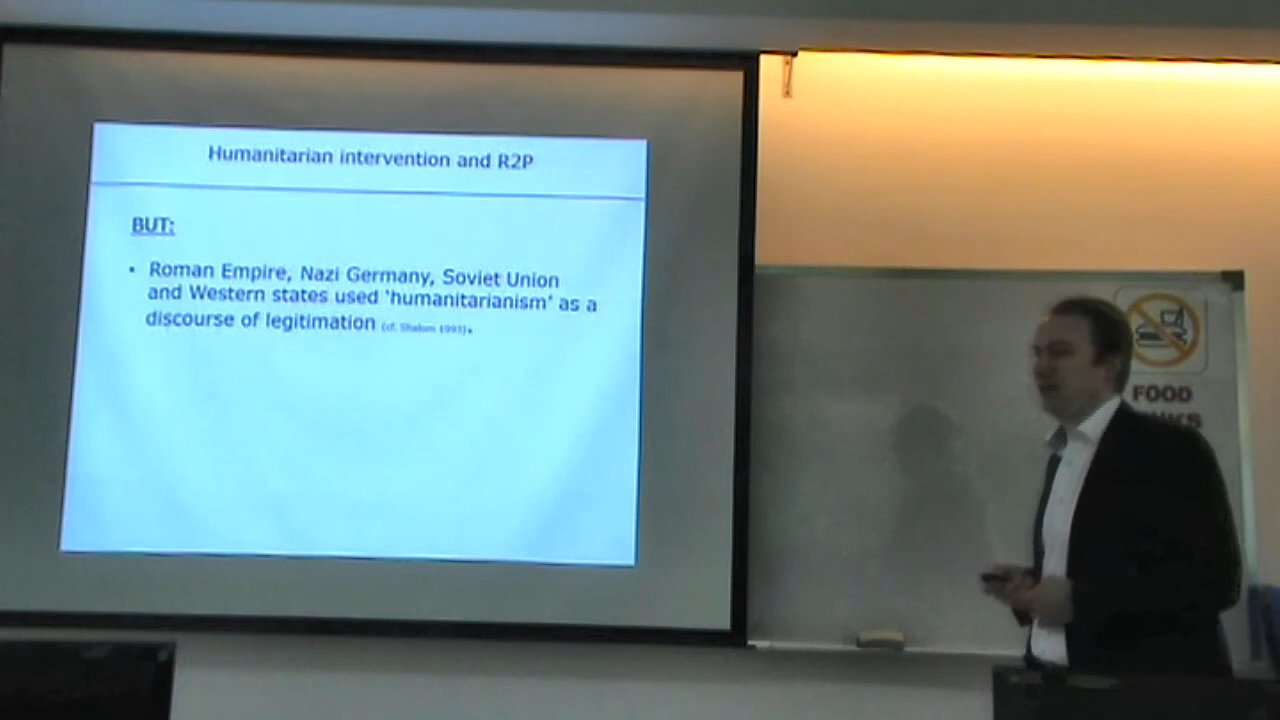 Humanitarian intervention and R2P
BUT:
• Roman Empire, Nazi Germany, Soviet Union
and Western states used 'humanitarianism' as a
discourse of legitimation (cf. Shalom 1993).
FOOD